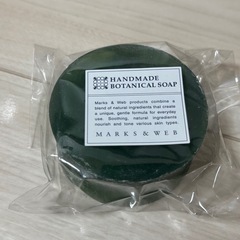 HANDMADE
BOTANICAL SOAP
Marks & Web products combine a
blend of natural ingredients that create
a unique, gentle formula for everyday
use. Soothing, natural ingredients
nourish and tone various skin types.
MARKS & WEB